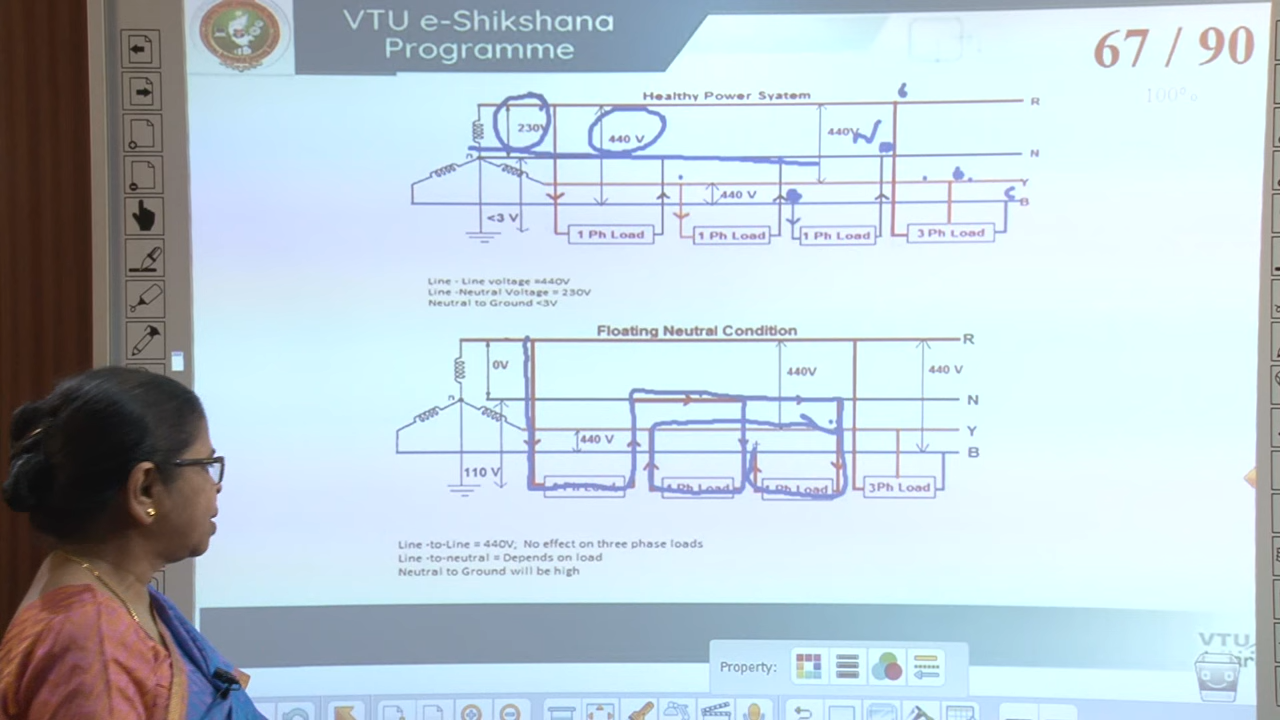 VTU e-Shikshana
Programme
67 / 90
100%
Healthy Power Syatem
R
230V
440 V
440V
N
Y
440 V
B
<3 V
1 Ph Load
1 Ph Load
1 Ph Load
3 Ph Load
Line - Line voltage =440V
Line -Neutral Voltage = 230V
Neutral to Ground <3V
Floating Neutral Condition
R
0V
440V
440 V
n
N
Y
440 V
B
110 V
1 Ph Load
1 Ph Load
3Ph Load
Line -to-Line = 440V; No effect on three phase loads
Line -to-neutral = Depends on load
Neutral to Ground will be high
VTU
Property: